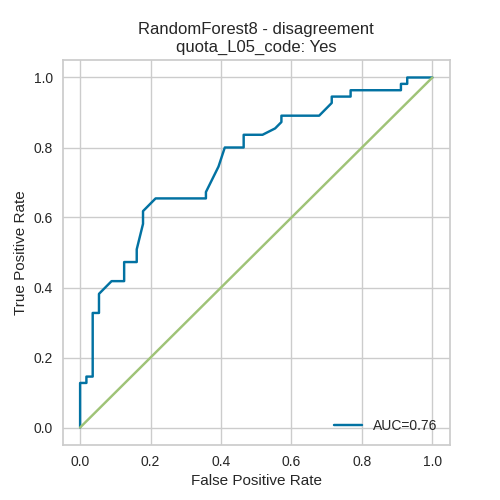 RandomForest8 - disagreement
quota_L05_code: Yes
True Positive Rate
1.0
0.8
0.6
0.4
0.2
0.0
AUC=0.76
0.0 0.2 0.4 0.6 0.8 1.0
False Positive Rate